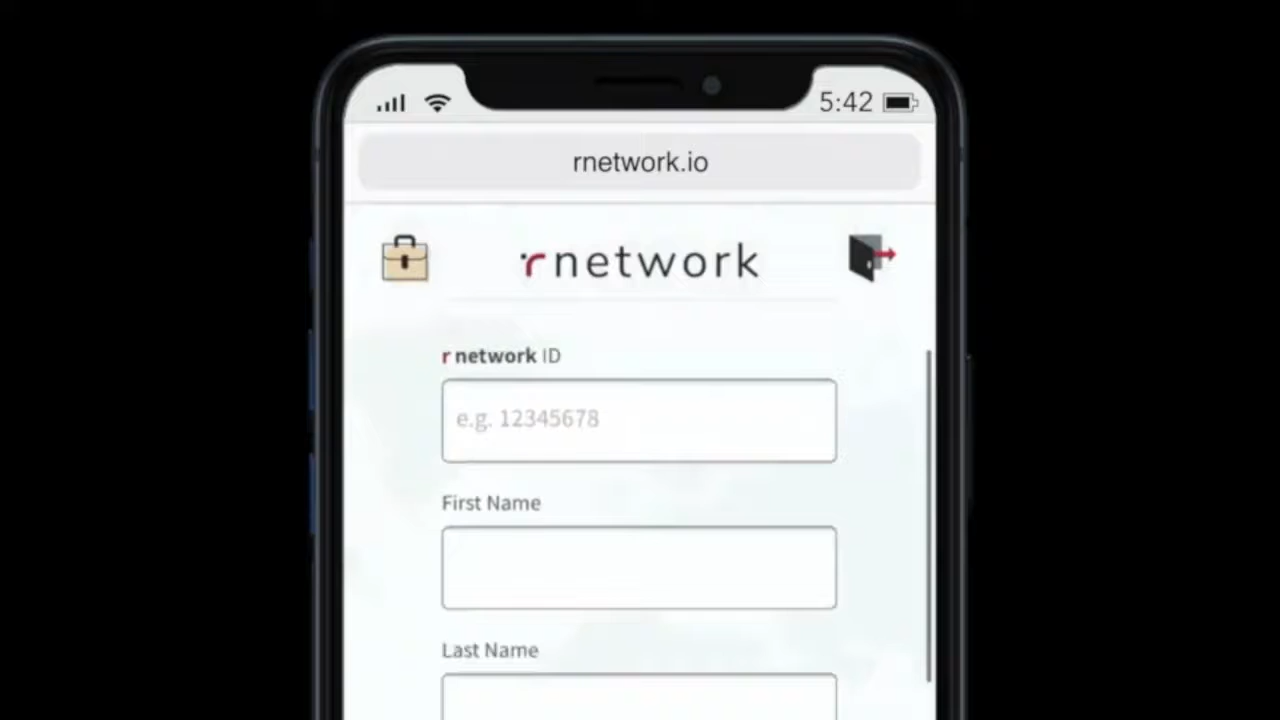 5:42
rnetwork.io
rnetwork
r network ID
e.g. 12345678
First Name
Last Name